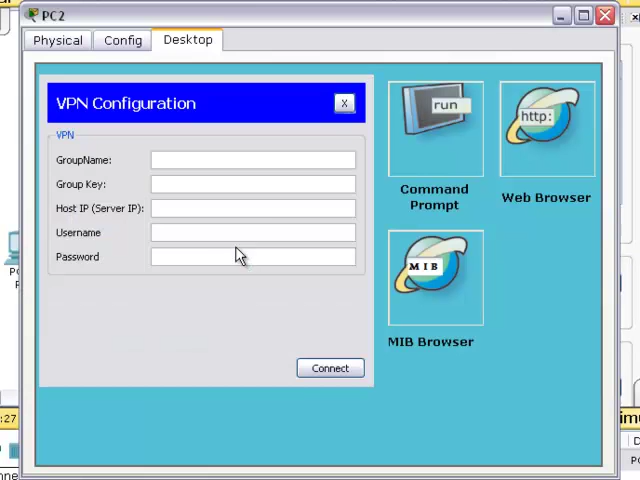 PC2
Physical
Config
Desktop
VPN Configuration
X
VPN
GroupName:
Group Key:
Host IP (Server IP):
Username
Password
Connect
run
Command
Prompt
http:
Web Browser
MIB
MIB Browser
:27